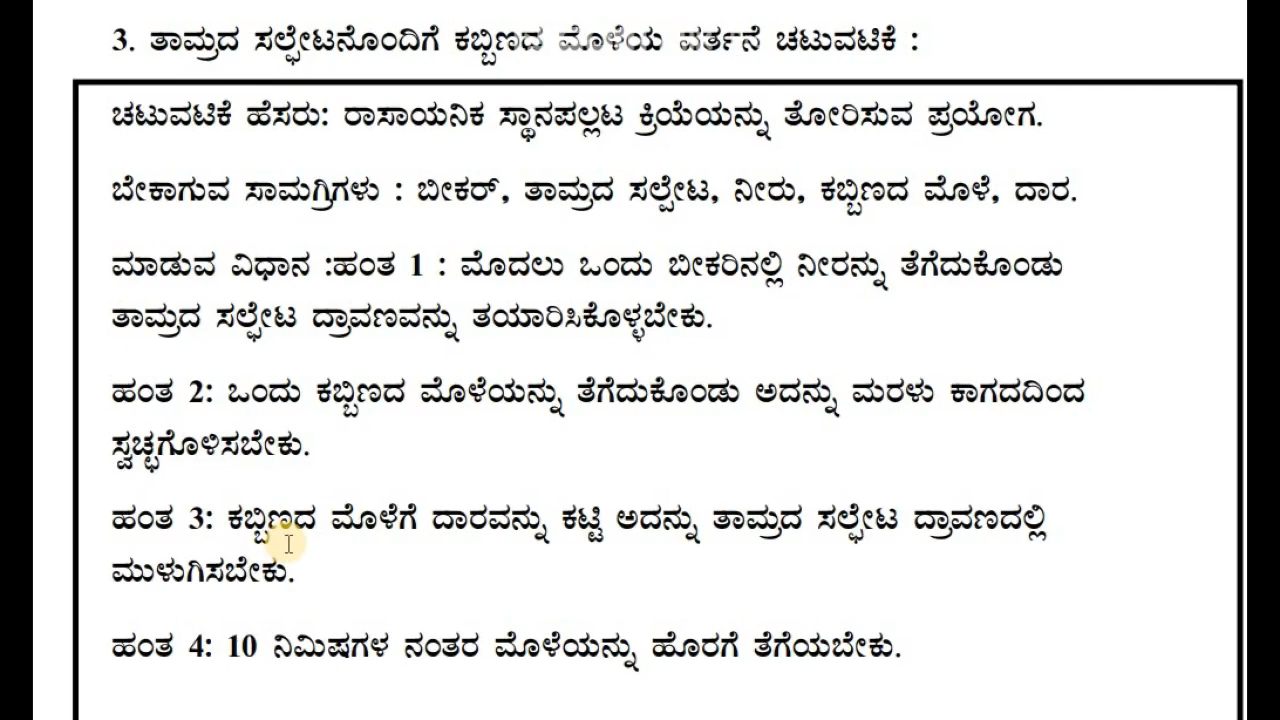 3. ತಾಮ್ರದ ಸಲ್ಫೇಟನೊಂದಿಗೆ ಕಬ್ಬಿಣದ ಮೊಳೆಯ ವರ್ತನೆ ಚಟುವಟಿಕೆ :
ಚಟುವಟಿಕೆ ಹೆಸರು: ರಾಸಾಯನಿಕ ಸ್ಥಾನಪಲ್ಲಟ ಕ್ರಿಯೆಯನ್ನು ತೋರಿಸುವ ಪ್ರಯೋಗ.
ಬೇಕಾಗುವ ಸಾಮಗ್ರಿಗಳು : ಬೀಕರ್, ತಾಮ್ರದ ಸಲ್ಪೇಟ, ನೀರು, ಕಬ್ಬಿಣದ ಮೊಳೆ, ದಾರ.
ಮಾಡುವ ವಿಧಾನ :ಹಂತ 1 : ಮೊದಲು ಒಂದು ಬೀಕರಿನಲ್ಲಿ ನೀರನ್ನು ತೆಗೆದುಕೊಂಡು
ತಾಮ್ರದ ಸಲ್ಫೇಟ ದ್ರಾವಣವನ್ನು ತಯಾರಿಸಿಕೊಳ್ಳಬೇಕು.
ಹಂತ 2: ಒಂದು ಕಬ್ಬಿಣದ ಮೊಳೆಯನ್ನು ತೆಗೆದುಕೊಂಡು ಅದನ್ನು ಮರಳು ಕಾಗದದಿಂದ
ಸ್ವಚ್ಛಗೊಳಿಸಬೇಕು.
ಹಂತ 3: ಕಬ್ಬಿಣದ ಮೊಳೆಗೆ ದಾರವನ್ನು ಕಟ್ಟಿ ಅದನ್ನು ತಾಮ್ರದ ಸಲ್ಫೇಟ ದ್ರಾವಣದಲ್ಲಿ
ಮುಳುಗಿಸಬೇಕು.
ಹಂತ 4: 10 ನಿಮಿಷಗಳ ನಂತರ ಮೊಳೆಯನ್ನು ಹೊರಗೆ ತೆಗೆಯಬೇಕು.